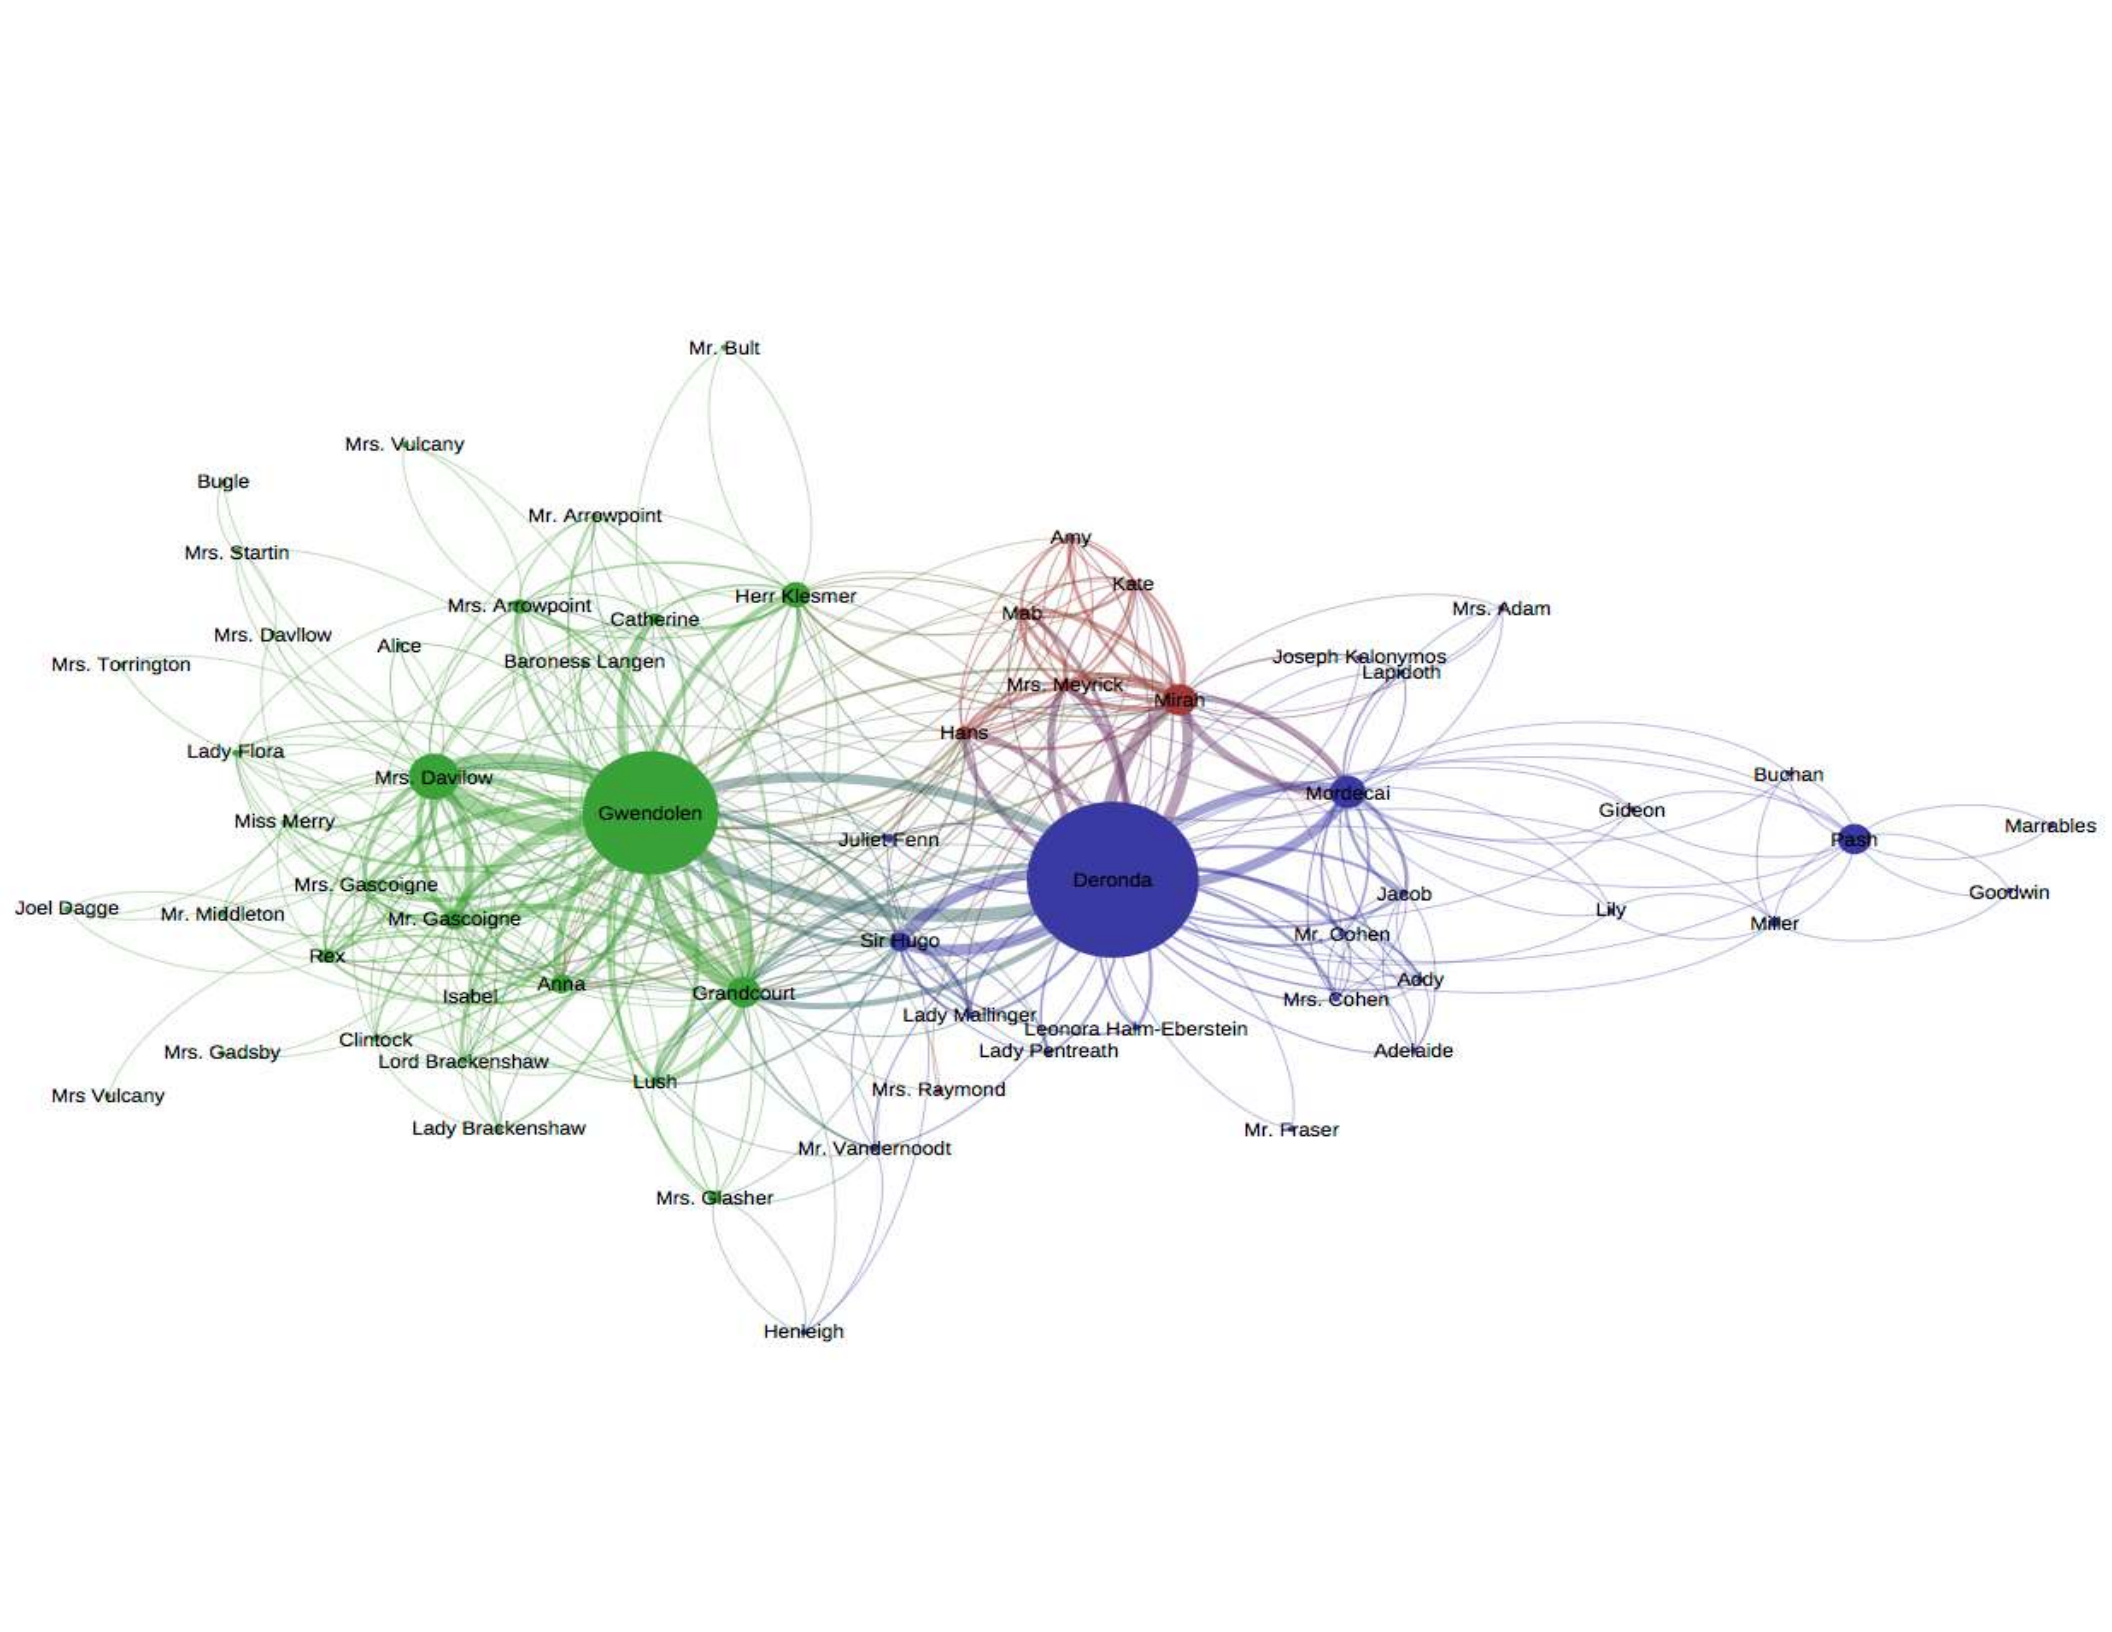 Mr. Bult
Mrs. Vulcany
Bugle
Mr. Arrowpoint
Amy
Mrs. Startin
Kate
Herr Klesmer
Mrs. Arrowpoint
Mrs. Adam
Mab
Catherine
Mrs. Davllow
Alice
Joseph Kalonymos
Baroness Langen
Mrs. Torrington
Lapidoth
Mrs. Meyrick
Mirah
Hans
Lady Flora
Buchan
Mrs. Davilow
Mordecai
Gideon
Gwendolen
Miss Merry
Marrables
Juliet Fenn
Pash
Deronda
Mrs. Gascoigne
Goodwin
Jacob
Joel Dagge
Lily
Mr. Middleton
Mr. Gascoigne
Miller
Mr. Cohen
Sir Hugo
Rex
Addy
Anna
Grandcourt
Isabel
Mrs. Cohen
Lady Mallinger
Leonora Halm-Eberstein
Clintock
Lady Pentreath
Adelaide
Mrs. Gadsby
Lord Brackenshaw
Lush
Mrs. Raymond
Mrs Vulcany
Lady Brackenshaw
Mr. Fraser
Mr. Vandernoodt
Mrs. Glasher
Henleigh